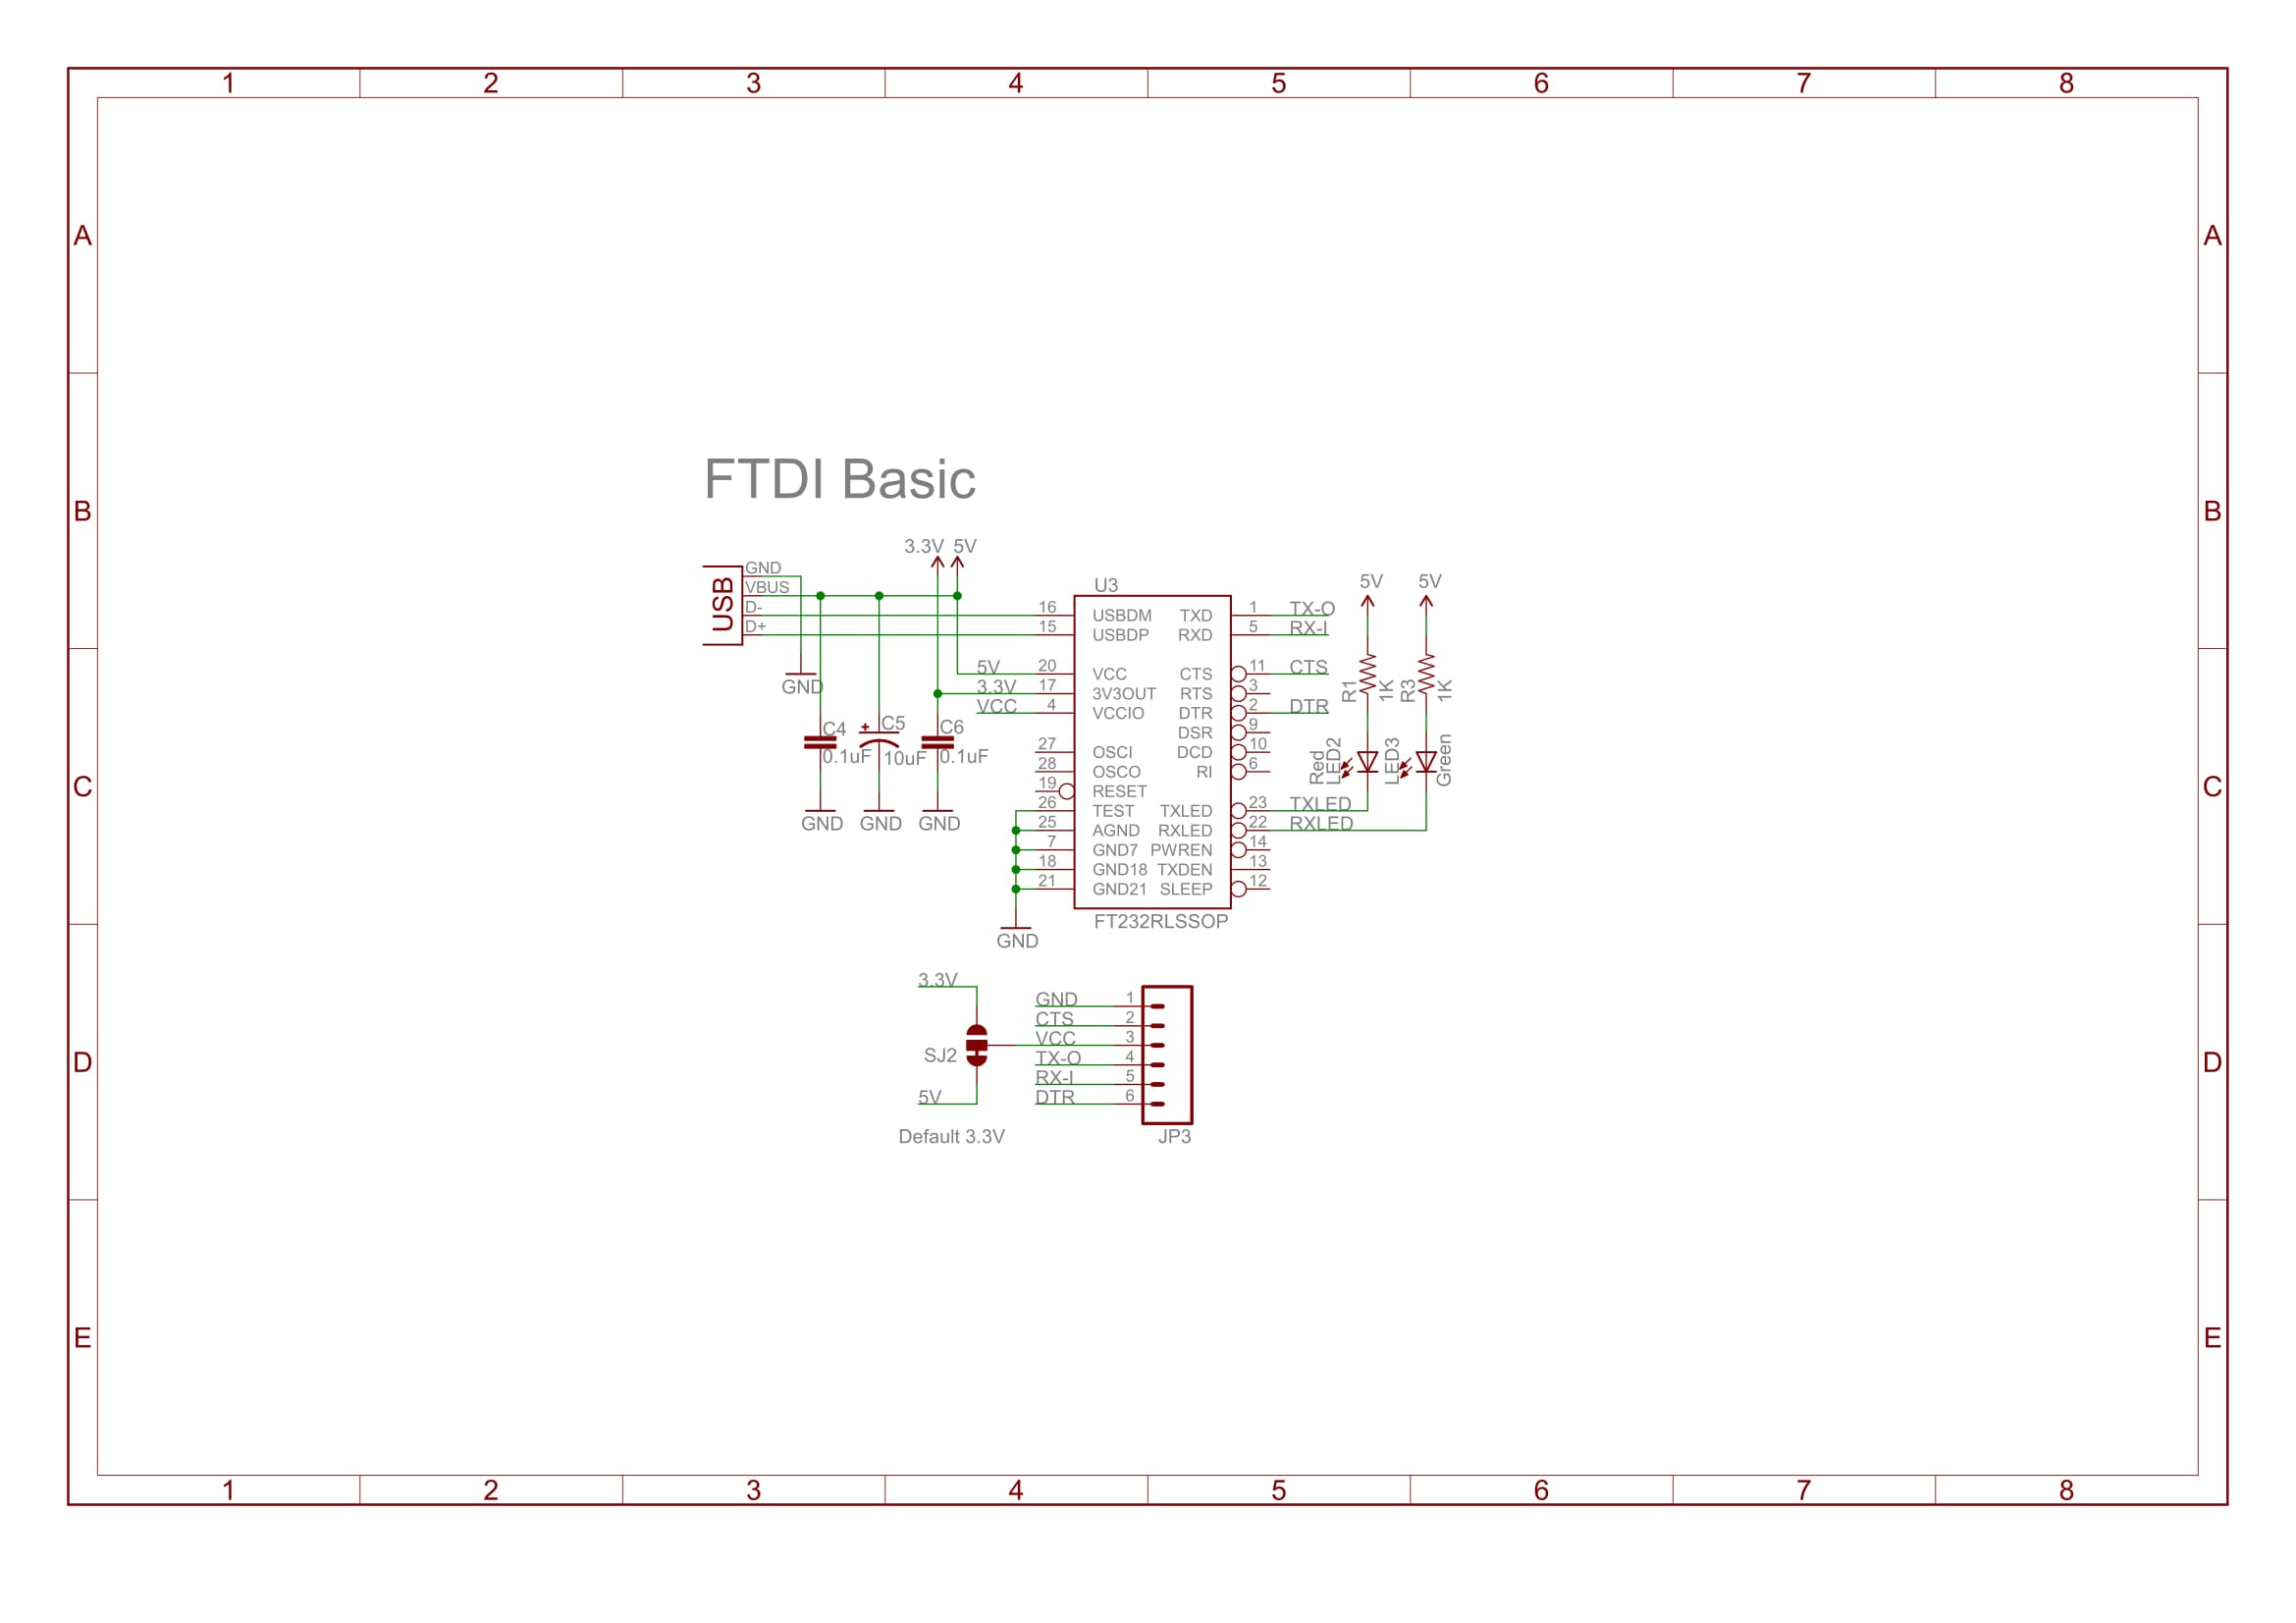 1 2 3 4 5 6 7 8
A A
FTDI Basic
B B
3.3V 5V
GND
VBUS
D-
D+
USB
GND
U3
16 USBDM TXD 1 TX-O
15 USBDP RXD 5 RX-I
5V 20 VCC CTS 11 CTS
3.3V 17 3V3OUT RTS 3
VCC 4 VCCIO DTR 2 DTR
DSR 9
27 OSCI DCD 10
28 OSCO RI 6
19 RESET
26 TEST TXLED 23 TXLED
25 AGND RXLED 22 RXLED
7 GND7 PWREN 14
18 GND18 TXDEN 13
21 GND21 SLEEP 12
FT232RLSSOP
GND
5V 5V
R1 1K R3 1K
Red LED2 LED3 Green
C4 C5 C6
0.1uF 10uF 0.1uF
GND GND GND
C C
3.3V
SJ2
5V
Default 3.3V
GND 1
CTS 2
VCC 3
TX-O 4
RX-I 5
DTR 6
JP3
D D
E E
1 2 3 4 5 6 7 8